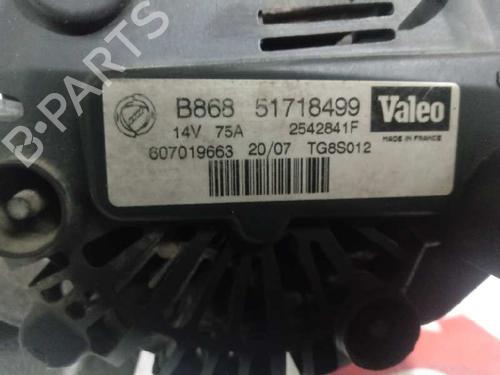 B-PARTS
B868 51718499
14V 75A 2542841F
Valeo
MADE IN FRANCE
607019663 20/07 TG8S012